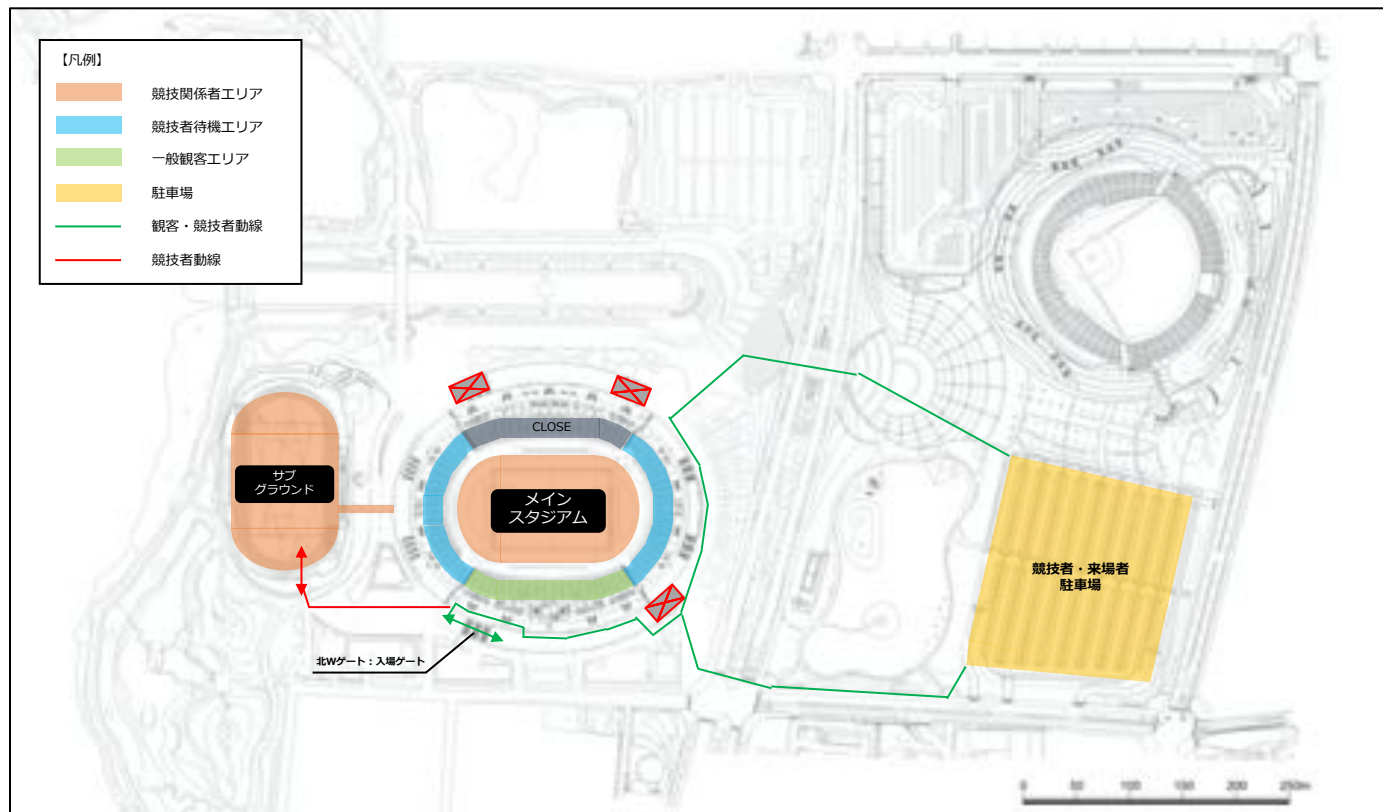 【凡例】
競技関係者エリア
競技者待機エリア
一般観客エリア
駐車場
観客・競技者動線
競技者動線
CLOSE
サブ
グラウンド
メイン
スタジアム
競技者・来場者
駐車場
北Wゲート：入場ゲート
0 50 100 150 200 250m